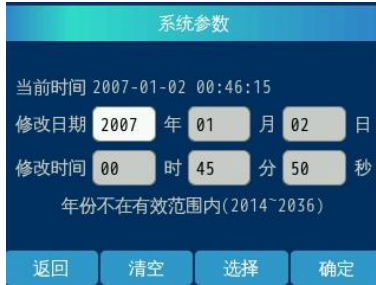 系统参数
当前时间 2007-01-02 00:46:15
修改日期 2007 年 01 月 02 日
修改时间 00 时 45 分 50 秒
年份不在有效范围内(2014~2036)
返回 清空 选择 确定